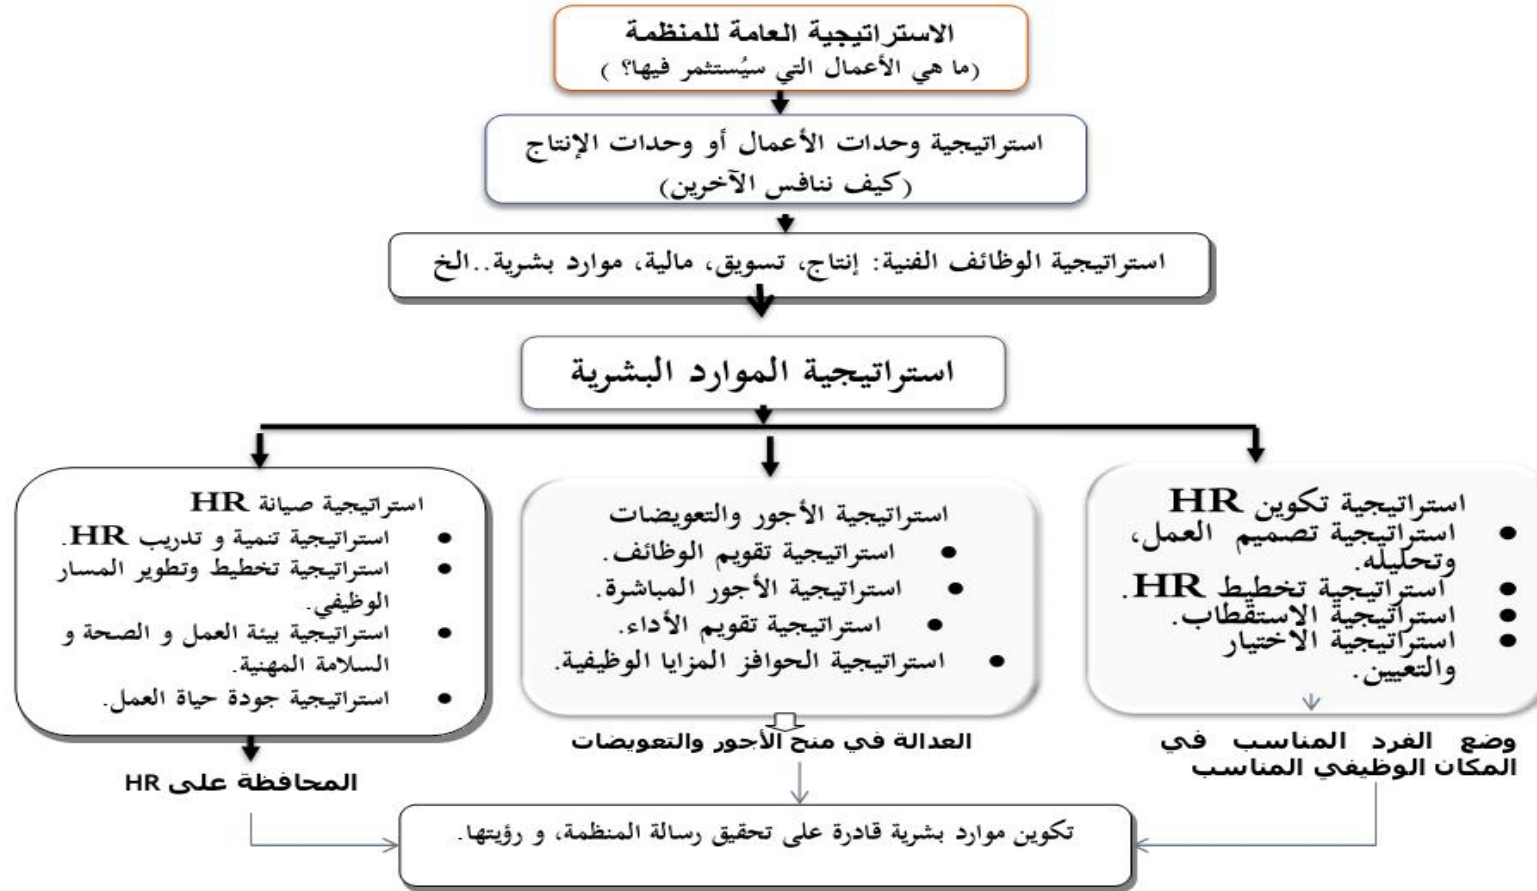 الاستراتيجية العامة للمنظمة
(ما هي الأعمال التي سيُستثمر فيها؟ )
استراتيجية وحدات الأعمال أو وحدات الإنتاج
(كيف ننافس الآخرين)
استراتيجية الوظائف الفنية: إنتاج، تسويق، مالية، موارد بشرية..الخ
استراتيجية الموارد البشرية
استراتيجية تكوين HR
• استراتيجية تصميم العمل،
وتحليله.
• استراتيجية تخطيط HR.
• استراتيجية الاستقطاب.
• استراتيجية الاختيار
والتعيين.
وضع الفرد المناسب في
المكان الوظيفي المناسب
استراتيجية الأجور والتعويضات
• استراتيجية تقويم الوظائف.
• استراتيجية الأجور المباشرة.
• استراتيجية تقويم الأداء.
• استراتيجية الحوافز المزايا الوظيفية.
العدالة في منح الأجور والتعويضات
استراتيجية صيانة HR
• استراتيجية تنمية و تدريب HR.
• استراتيجية تخطيط وتطوير المسار
الوظيفي.
• استراتيجية بيئة العمل و الصحة و
السلامة المهنية.
• استراتيجية جودة حياة العمل.
المحافظة على HR
تكوين موارد بشرية قادرة على تحقيق رسالة المنظمة، و رؤيتها.